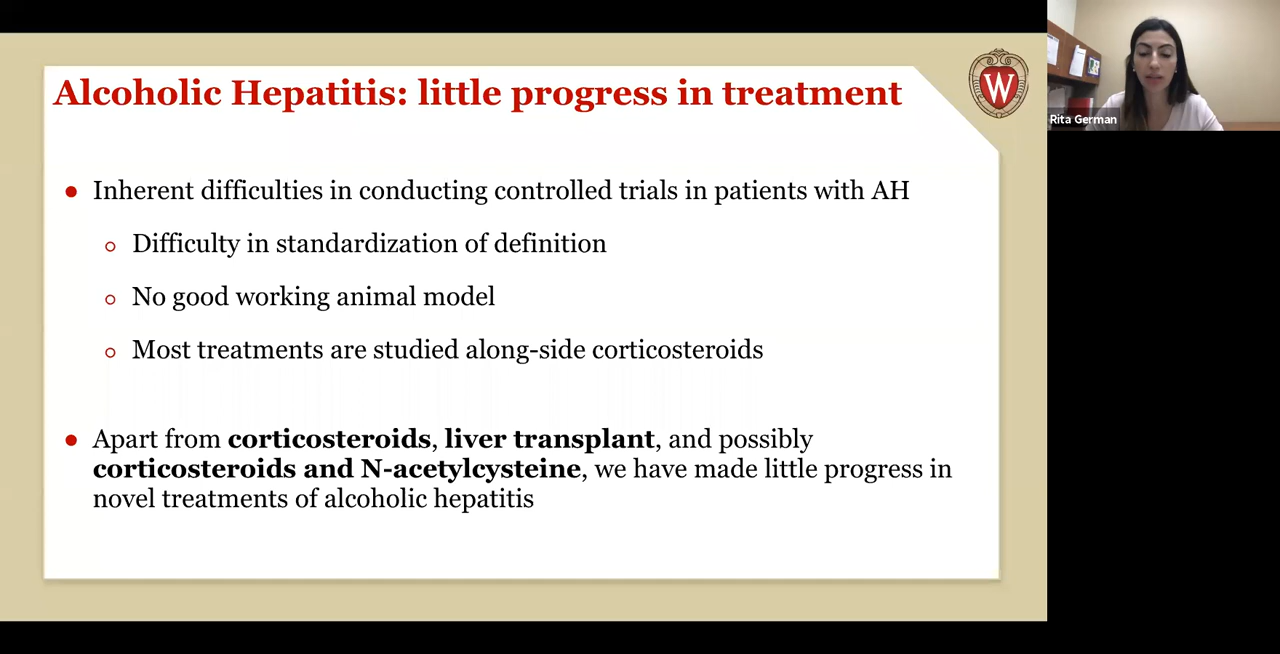 Alcoholic Hepatitis: little progress in treatment
W
Rita German
● Inherent difficulties in conducting controlled trials in patients with AH
○ Difficulty in standardization of definition
○ No good working animal model
○ Most treatments are studied along-side corticosteroids
● Apart from corticosteroids, liver transplant, and possibly
corticosteroids and N-acetylcysteine, we have made little progress in
novel treatments of alcoholic hepatitis